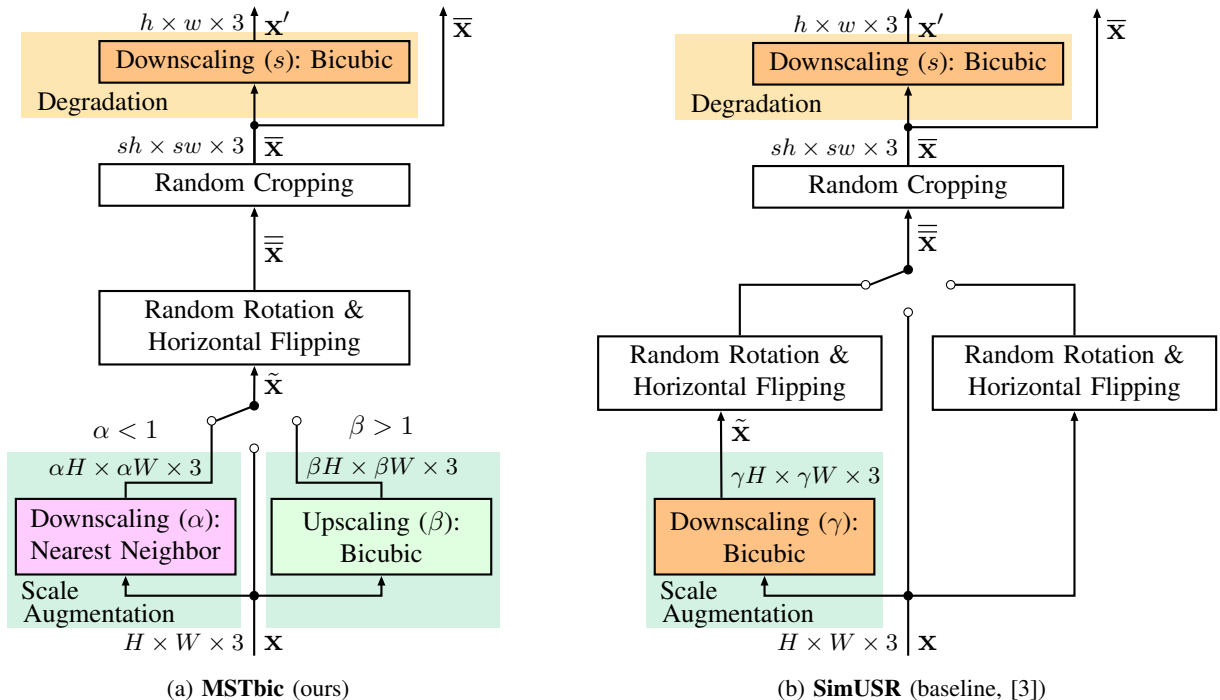 h × w × 3
x′
x̅
Downscaling (s): Bicubic
Degradation
sh × sw × 3
x̅
Random Cropping
x̿
Random Rotation &
Horizontal Flipping
x̃
α < 1
β > 1
αH × αW × 3
βH × βW × 3
Downscaling (α):
Nearest Neighbor
Upscaling (β):
Bicubic
Scale
Augmentation
H × W × 3
x
(a) MSTbic (ours)
h × w × 3
x′
x̅
Downscaling (s): Bicubic
Degradation
sh × sw × 3
x̅
Random Cropping
x̿
Random Rotation &
Horizontal Flipping
Random Rotation &
Horizontal Flipping
x̃
γH × γW × 3
Downscaling (γ):
Bicubic
Scale
Augmentation
H × W × 3
x
(b) SimUSR (baseline, [3])